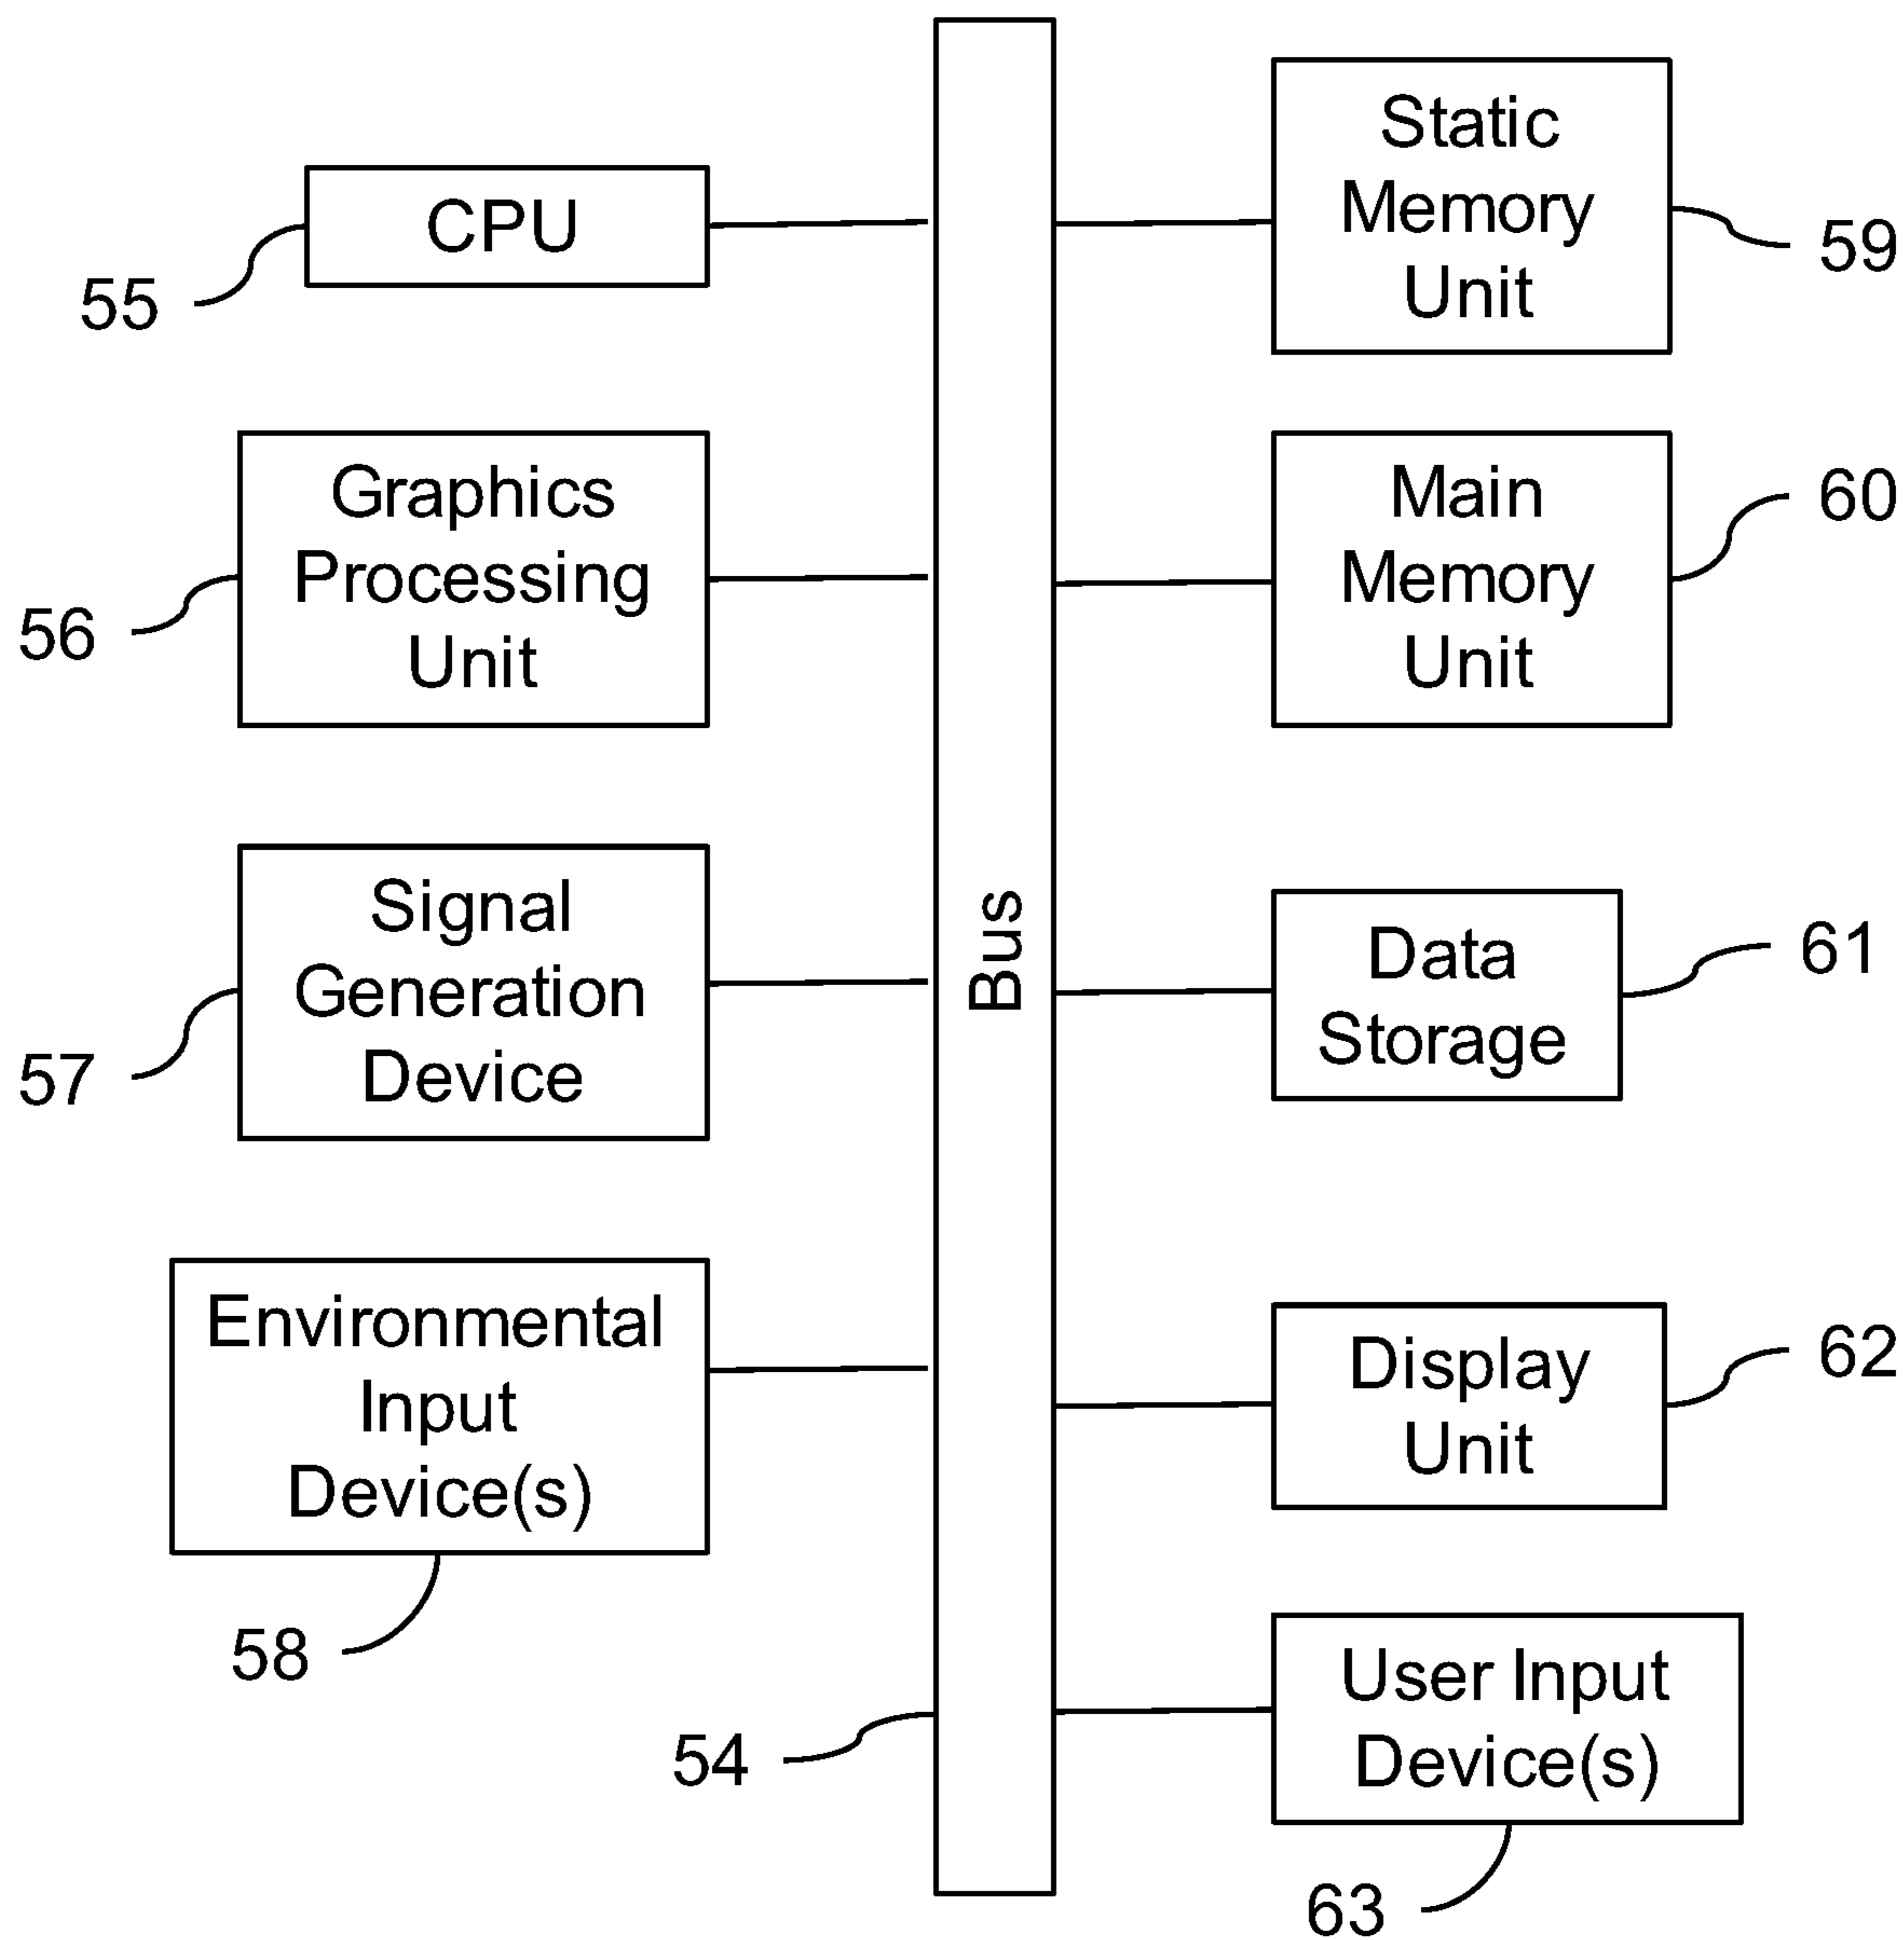 CPU
55
Graphics
Processing
Unit
56
Signal
Generation
Device
57
Environmental
Input
Device(s)
58
Bus
54
Static
Memory
Unit
59
Main
Memory
Unit
60
Data
Storage
61
Display
Unit
62
User Input
Device(s)
63